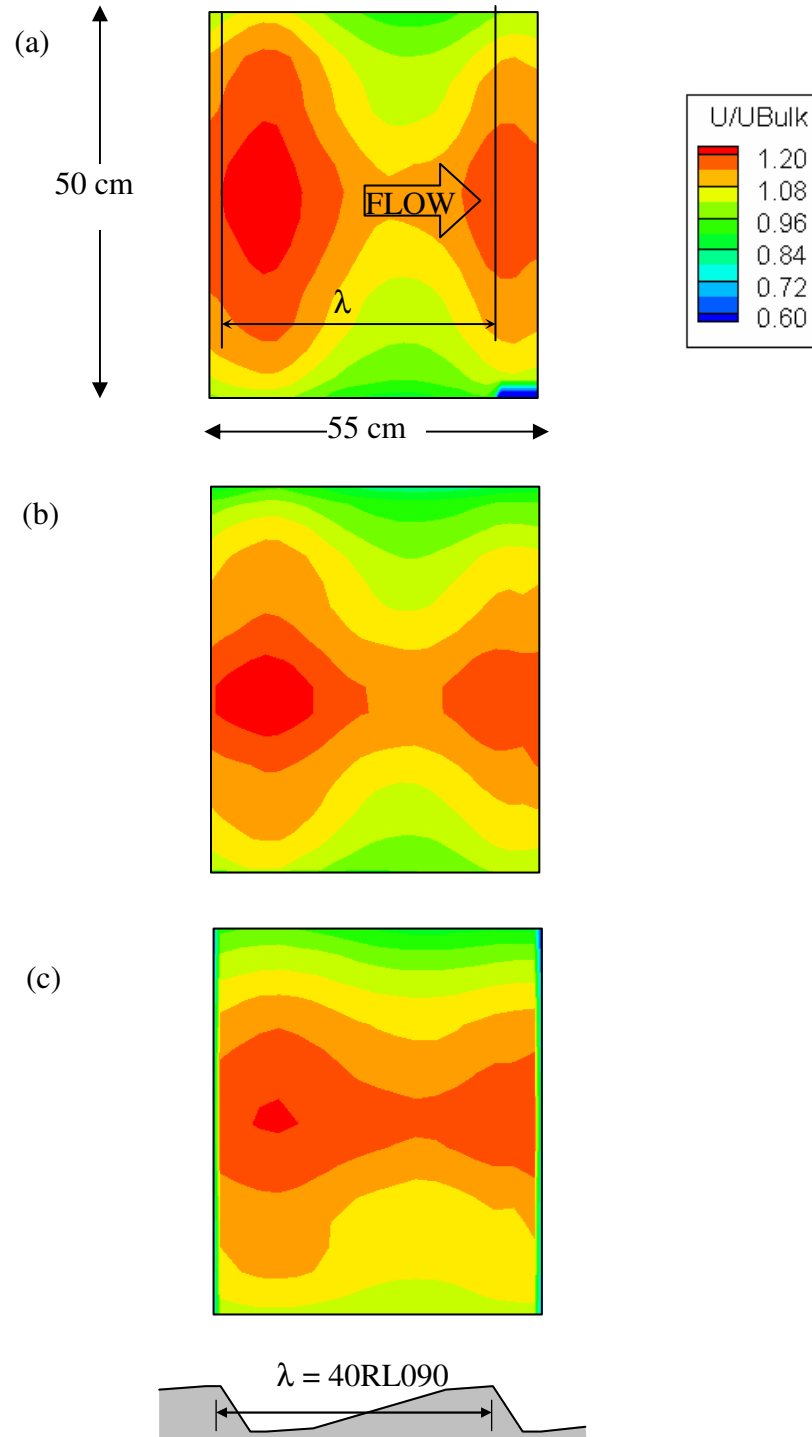 (a)
50 cm
FLOW
λ
55 cm
U/UBulk
1.20
1.08
0.96
0.84
0.72
0.60
(b)
(c)
λ = 40RL090